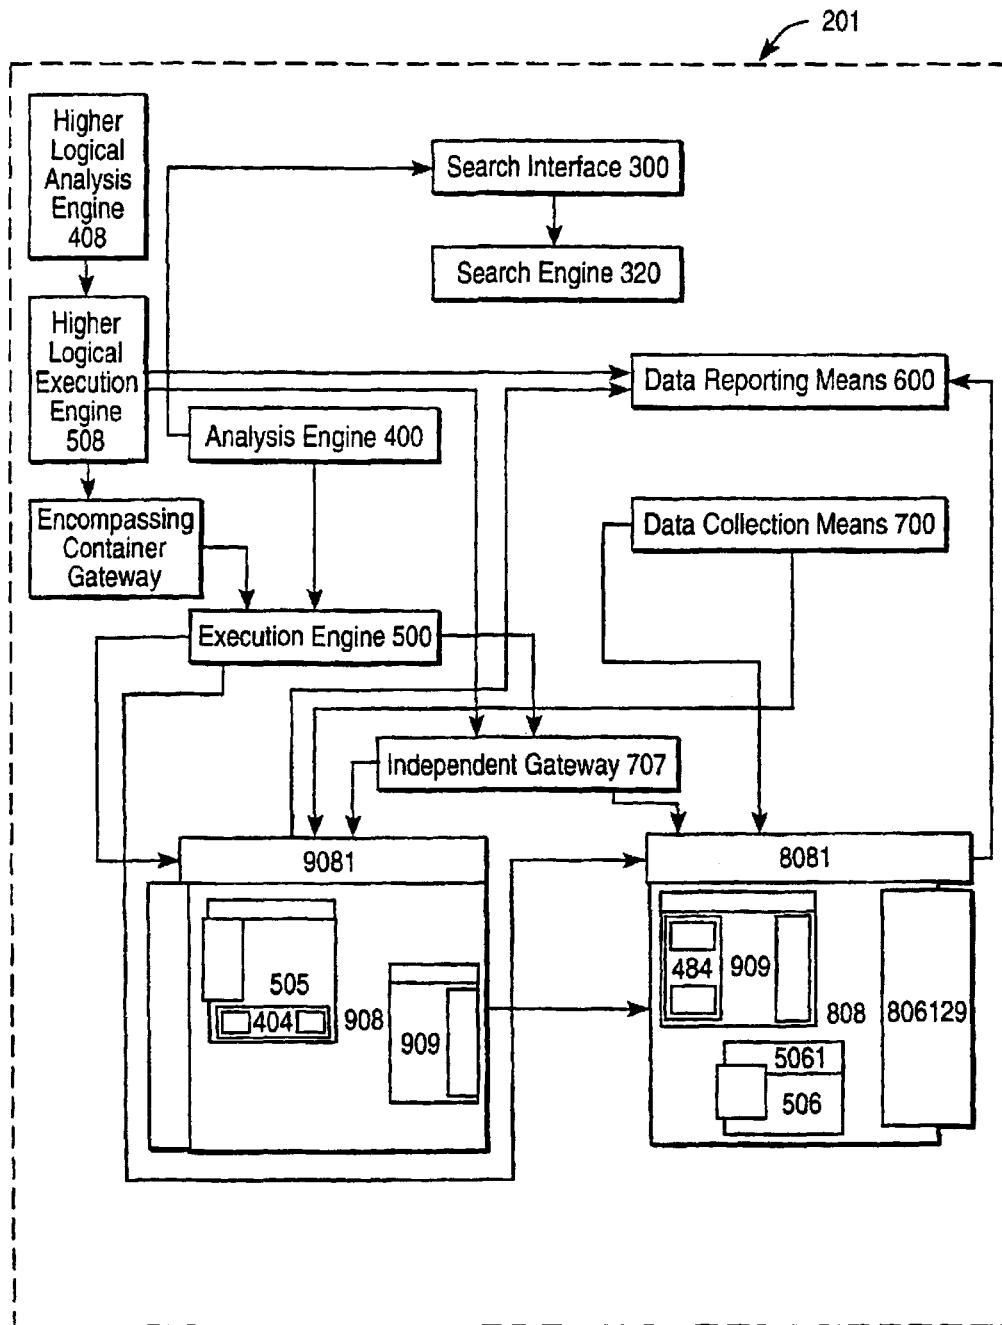 201
Higher
Logical
Analysis
Engine
408
Search Interface 300
Search Engine 320
Higher
Logical
Execution
Engine
508
Data Reporting Means 600
Analysis Engine 400
Encompassing
Container
Gateway
Data Collection Means 700
Execution Engine 500
Independent Gateway 707
9081
8081
505
404
908
909
484
909
808
806129
5061
506